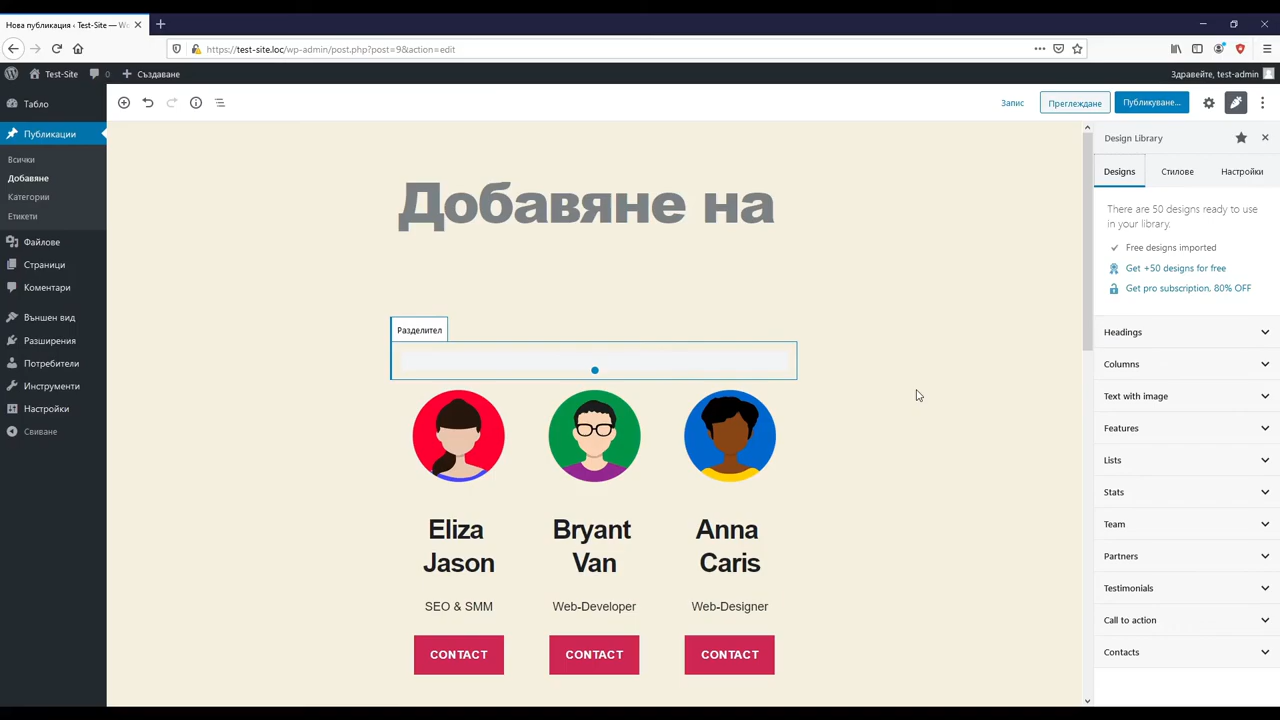 Нова публикация ‹ Test-Site — W
https://test-site.loc/wp-admin/post.php?post=9&action=edit
Test-Site
0
Създаване
Здравейте, test-admin
Табло
Публикации
Всички
Добавяне
Категории
Етикети
Файлове
Страници
Коментари
Външен вид
Разширения
Потребители
Инструменти
Настройки
Свиване
Запис
Преглеждане
Публикуване...
Добавяне на
Разделител
Eliza
Jason
SEO & SMM
CONTACT
Bryant
Van
Web-Developer
CONTACT
Anna
Caris
Web-Designer
CONTACT
Design Library
Designs
Стилове
Настройки
There are 50 designs ready to use
in your library.
Free designs imported
Get +50 designs for free
Get pro subscription, 80% OFF
Headings
Columns
Text with image
Features
Lists
Stats
Team
Partners
Testimonials
Call to action
Contacts